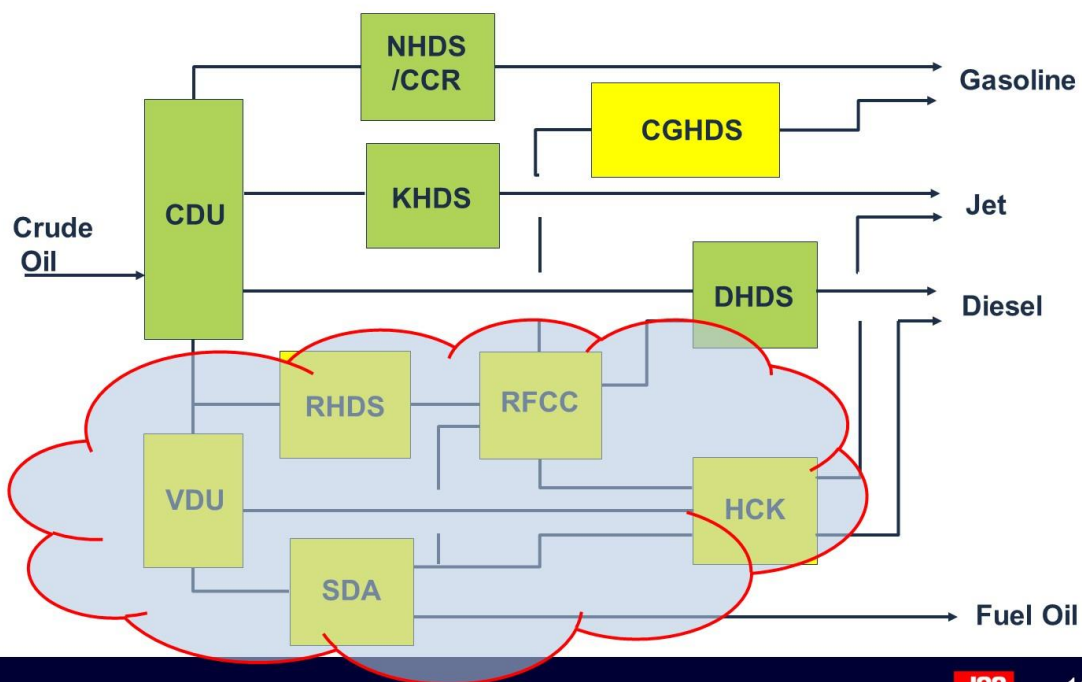 NHDS
/CCR
Gasoline
CGHDS
CDU
KHDS
Jet
Crude
Oil
DHDS
Diesel
RHDS
RFCC
VDU
HCK
SDA
Fuel Oil